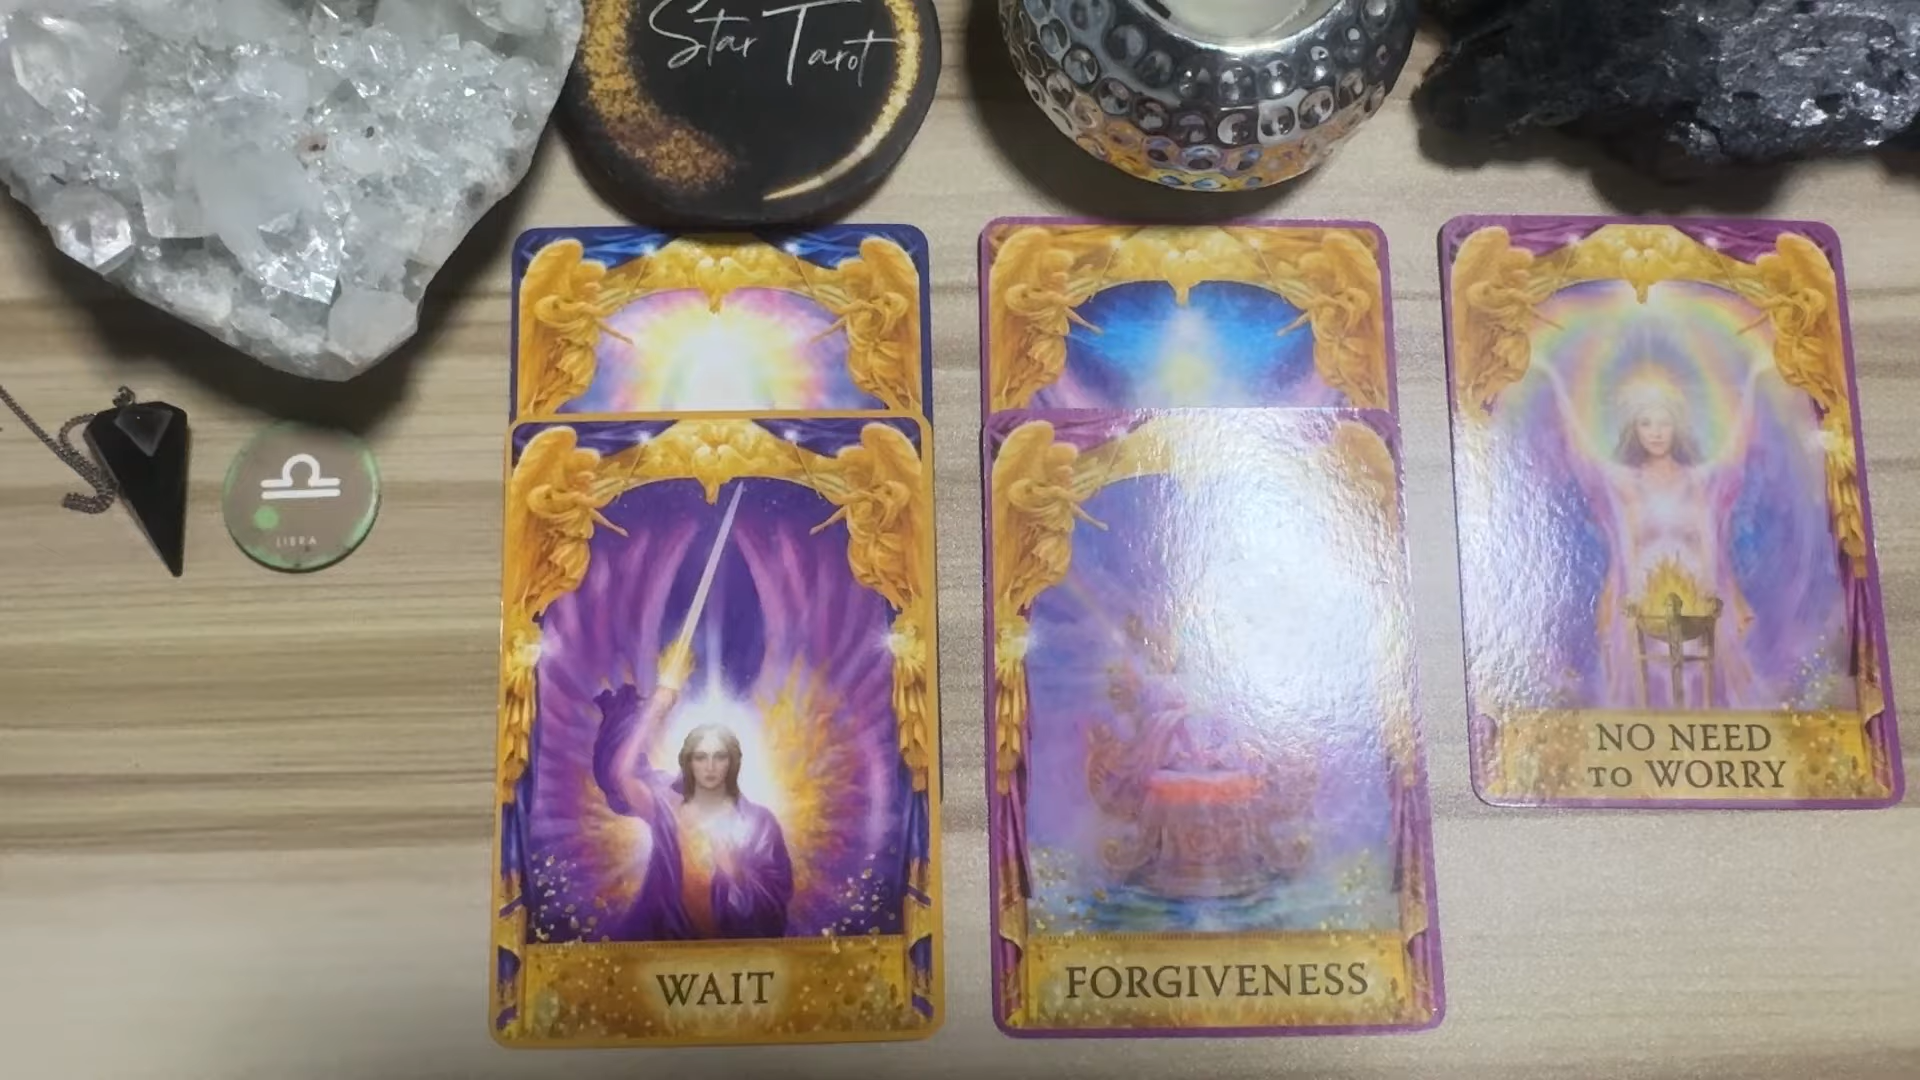 Star Tarot
LIBRA
WAIT
FORGIVENESS
NO NEED
TO WORRY